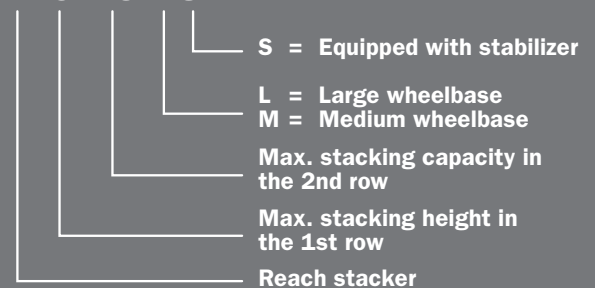 S = Equipped with stabilizer
L = Large wheelbase
M = Medium wheelbase
Max. stacking capacity in
the 2nd row
Max. stacking height in
the 1st row
Reach stacker